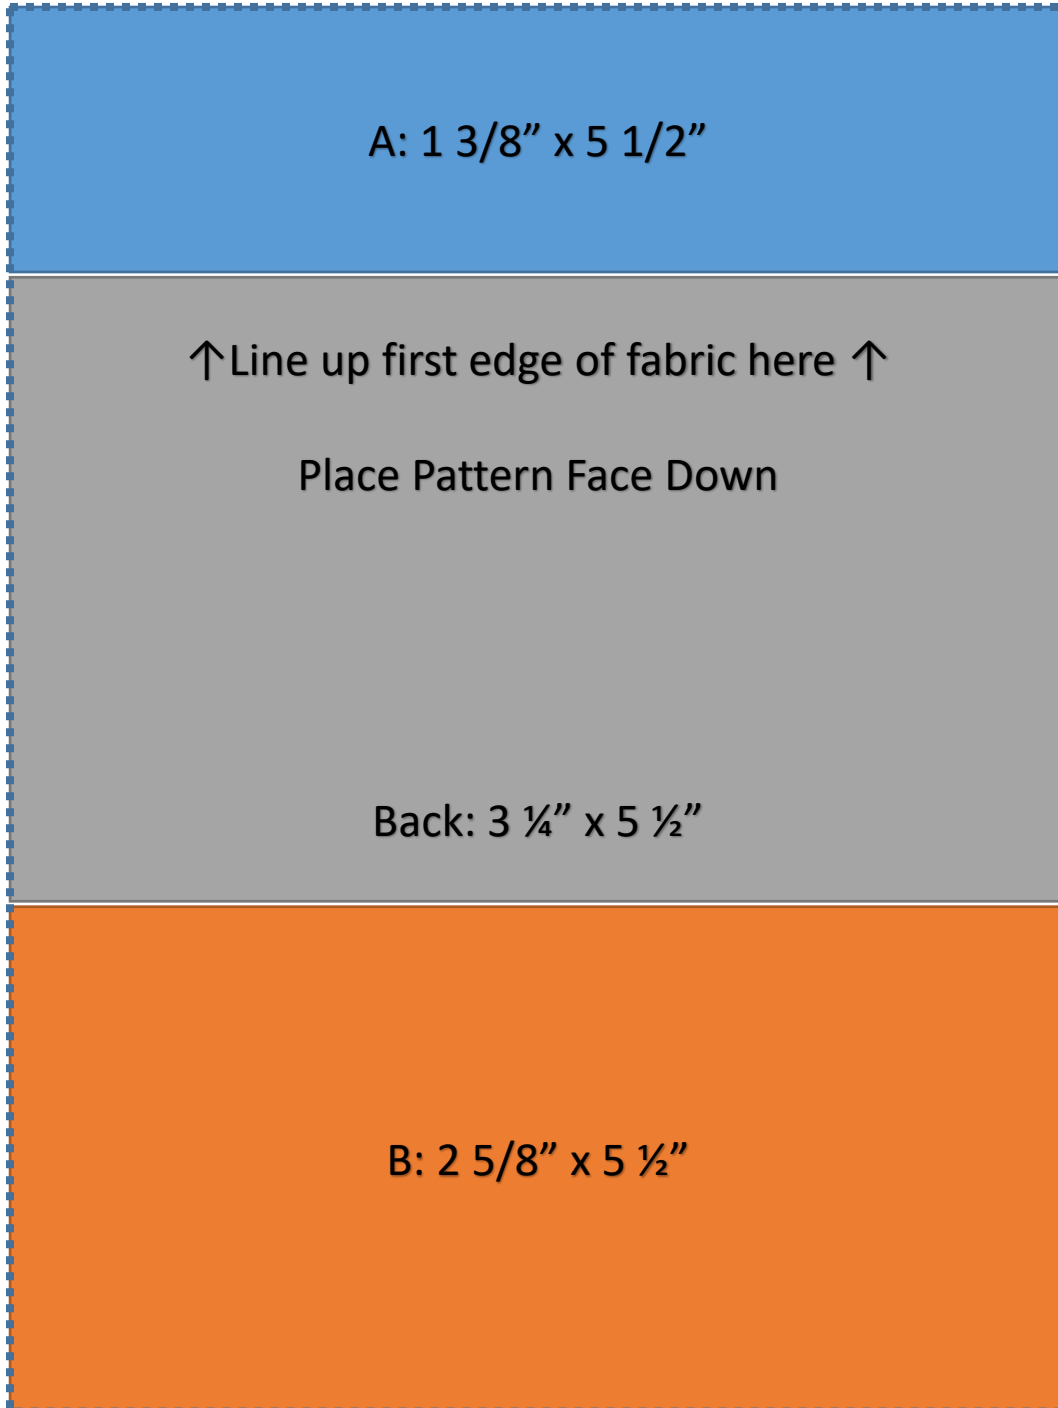 A: 1 3/8” x 5 1/2”
↑Line up first edge of fabric here ↑
Place Pattern Face Down
Back: 3 ¼” x 5 ½”
B: 2 5/8” x 5 ½”